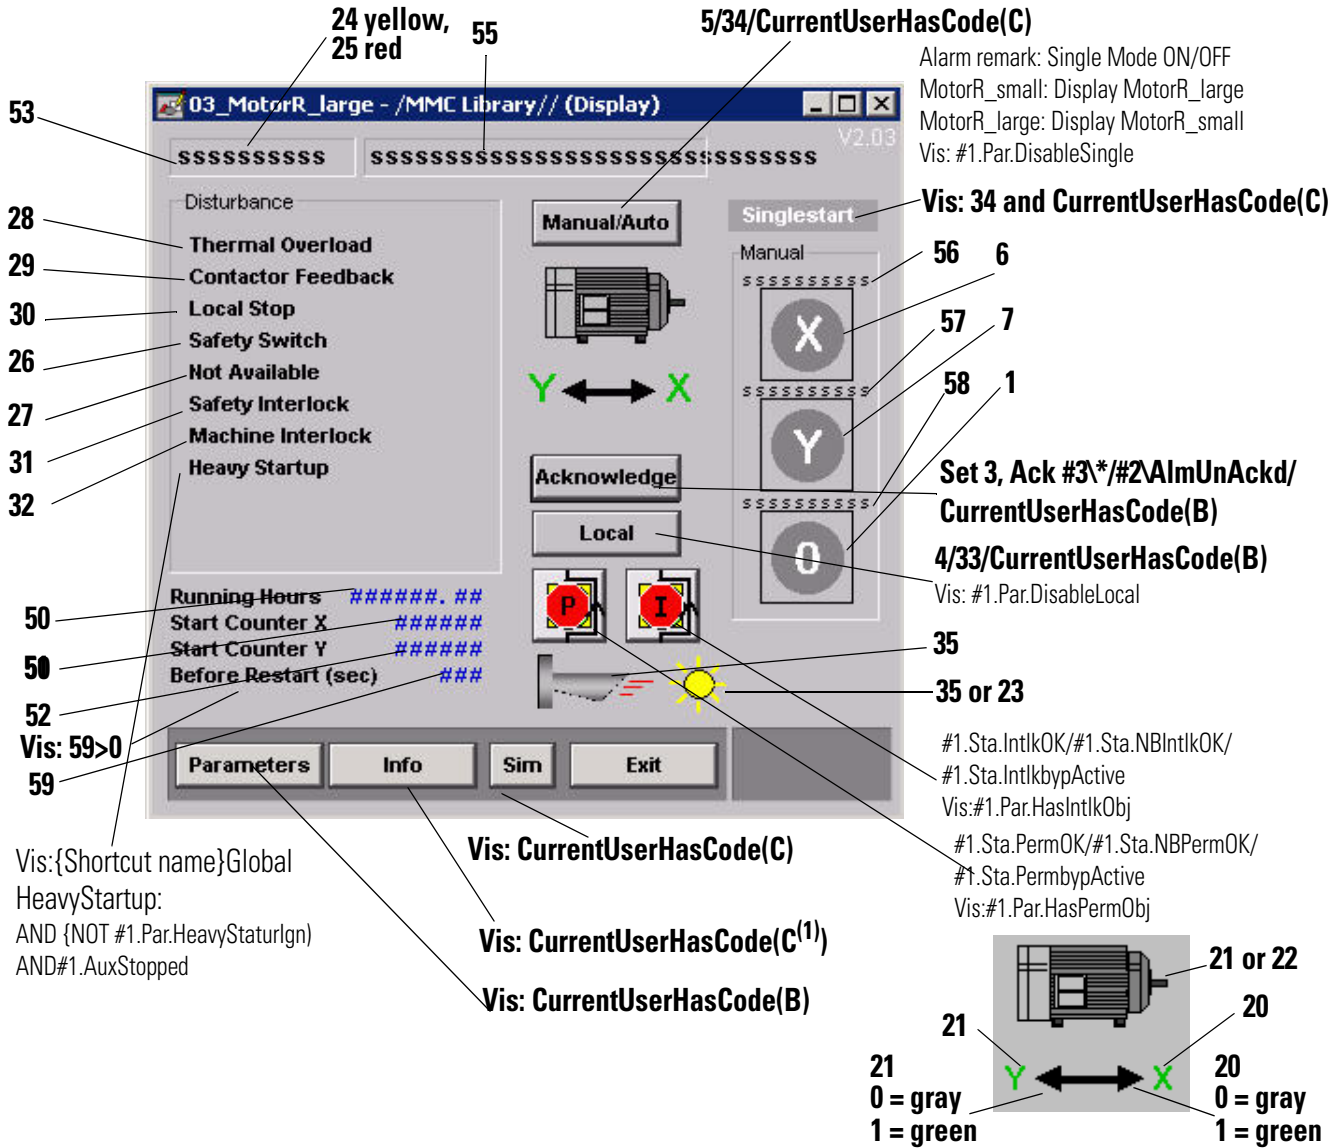 24 yellow,
25 red
55
5/34/CurrentUserHasCode(C)
Alarm remark: Single Mode ON/OFF
MotorR_small: Display MotorR_large
MotorR_large: Display MotorR_small
Vis: #1.Par.DisableSingle
53
03_MotorR_large - /MMC Library// (Display)
V2.03
SSSSSSSSSS
SSSSSSSSSSSSSSSSSSSSSSSSSSSSSS
Disturbance
Manual/Auto
Singlestart
Vis: 34 and CurrentUserHasCode(C)
28
Thermal Overload
29
Contactor Feedback
30
Local Stop
26
Safety Switch
27
Not Available
31
Safety Interlock
32
Machine Interlock
Heavy Startup
Manual
SSSSSSSSS
56
6
X
57
7
SSSSSSSSS
58
1
Y
Y
X
SSSSSSSSS
0
Acknowledge
Set 3, Ack #3\*/#2\AlmUnAckd/
CurrentUserHasCode(B)
Local
4/33/CurrentUserHasCode(B)
Vis: #1.Par.DisableLocal
P
I
Running Hours ######.##
Start Counter X ######
Start Counter Y ######
Before Restart (sec) ###
50
50
52
Vis: 59>0
59
35
35 or 23
Parameters
Info
Sim
Exit
#1.Sta.IntlkOK/#1.Sta.NBIntlkOK/
#1.Sta.IntlkbypActive
Vis:#1.Par.HasIntlkObj
#1.Sta.PermOK/#1.Sta.NBPermOK/
#1.Sta.PermbypActive
Vis:#1.Par.HasPermObj
Vis:{Shortcut name}Global
HeavyStartup:
AND {NOT #1.Par.HeavyStaturIgn)
AND#1.AuxStopped
Vis: CurrentUserHasCode(C)
Vis: CurrentUserHasCode(C(1))
Vis: CurrentUserHasCode(B)
21 or 22
21
20
Y
X
21
0 = gray
1 = green
20
0 = gray
1 = green